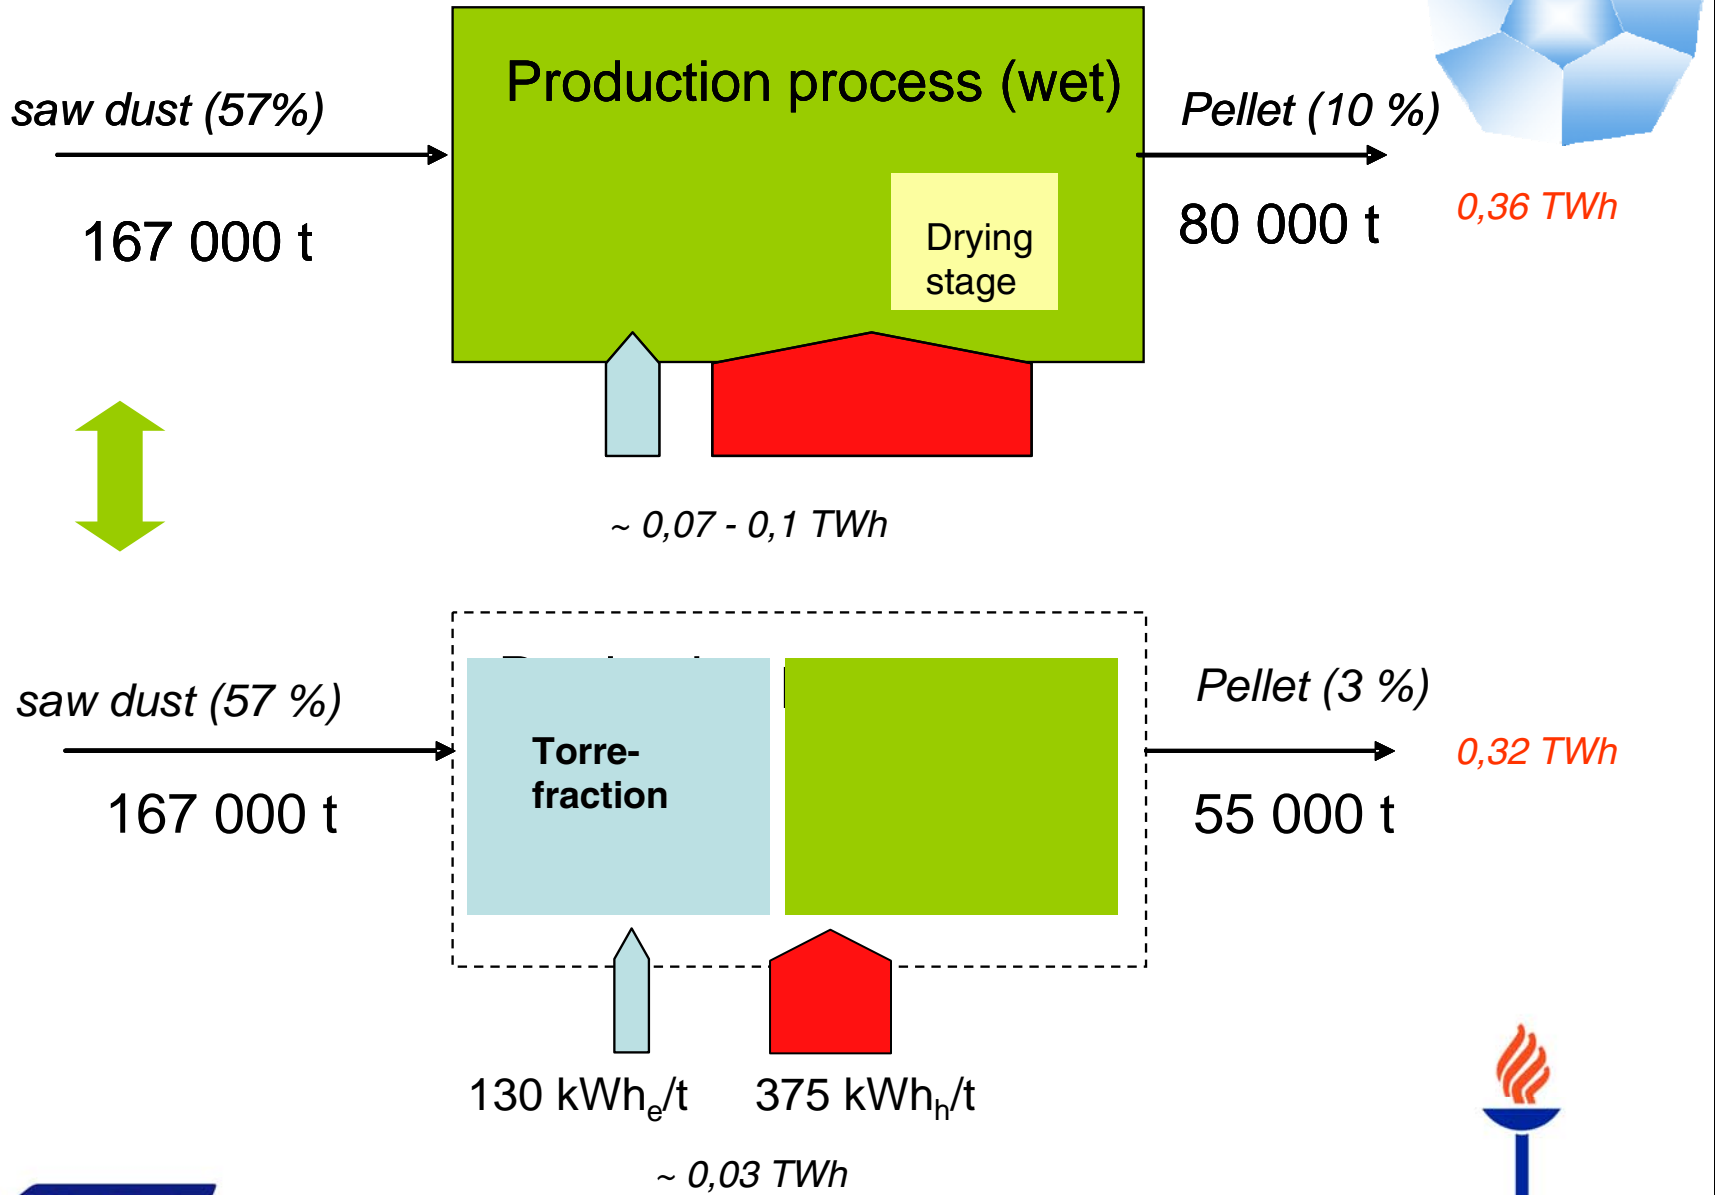 Production process (wet)
saw dust (57%)
Pellet (10 %)
167 000 t
80 000 t
0,36 TWh
Drying
stage
~ 0,07 - 0,1 TWh
saw dust (57 %)
Pellet (3 %)
Torre-
fraction
0,32 TWh
167 000 t
55 000 t
130 kWhe/t
375 kWhh/t
~ 0,03 TWh